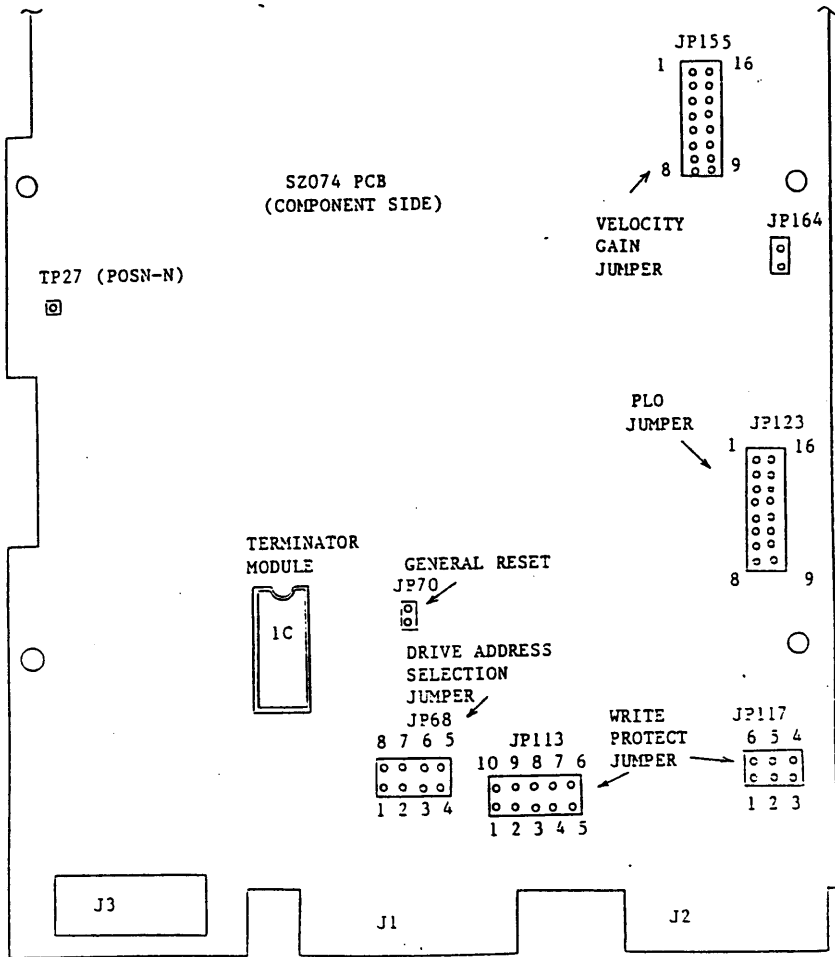 JP155
1 16
8 9
SZ074 PCB
(COMPONENT SIDE)
VELOCITY
GAIN
JUMPER
JP164
TP27 (POSN-N)
PLO
JUMPER
JP123
1 16
8 9
TERMINATOR
MODULE
1C
GENERAL RESET
JP70
DRIVE ADDRESS
SELECTION
JUMPER
JP68
8 7 6 5
1 2 3 4
JP113
10 9 8 7 6
1 2 3 4 5
WRITE
PROTECT
JUMPER
JP117
6 5 4
1 2 3
J3
J1
J2